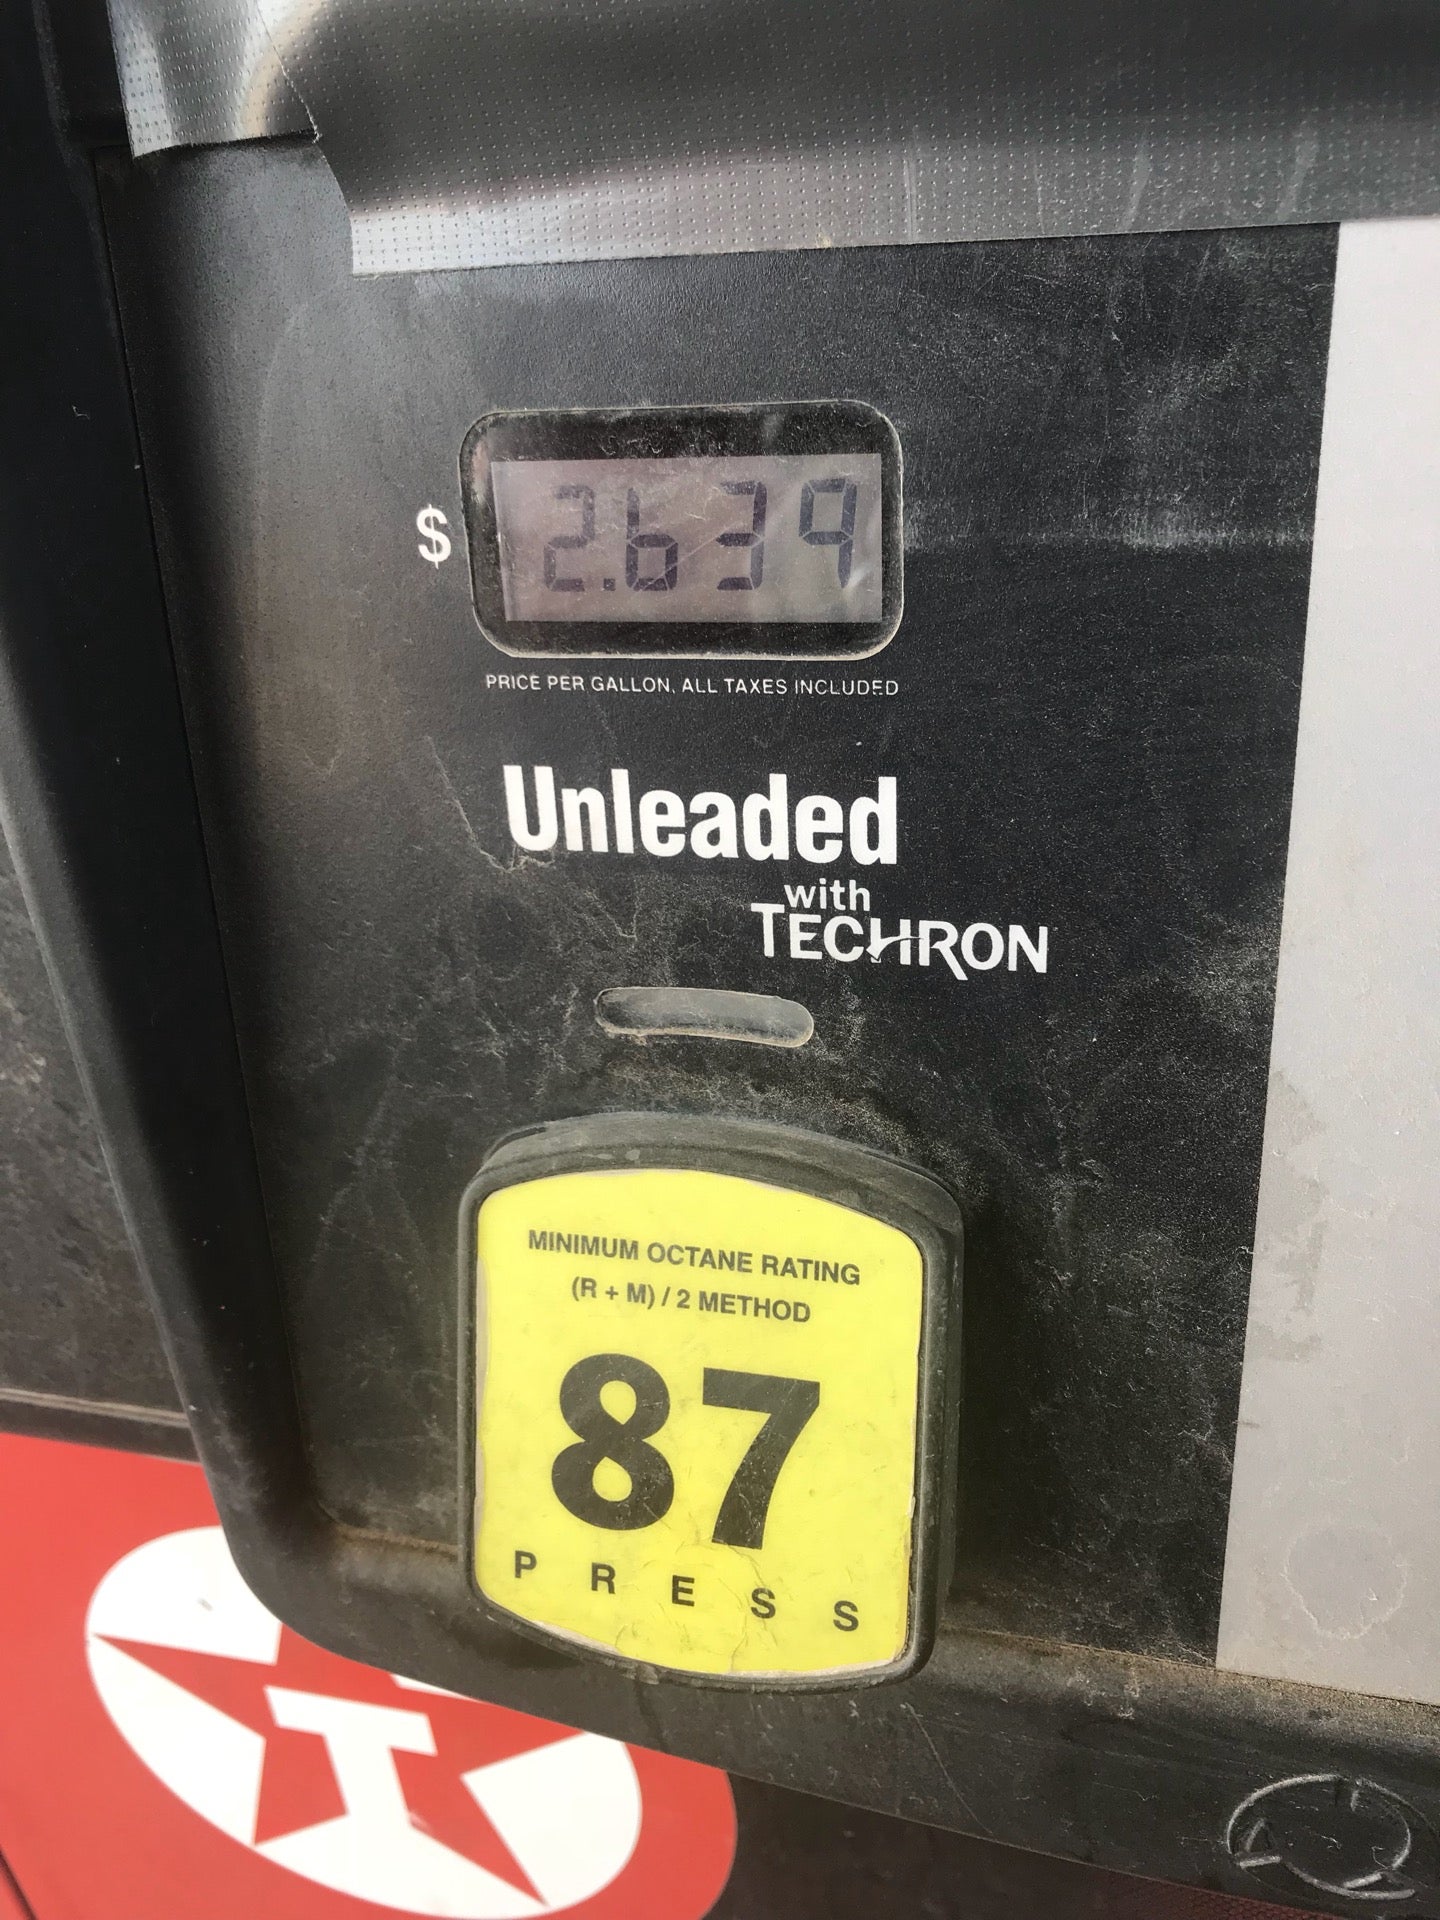 $ 2.639
PRICE PER GALLON, ALL TAXES INCLUDED
Unleaded
with
TECHRON
MINIMUM OCTANE RATING
(R + M) / 2 METHOD
87
PRESS
T